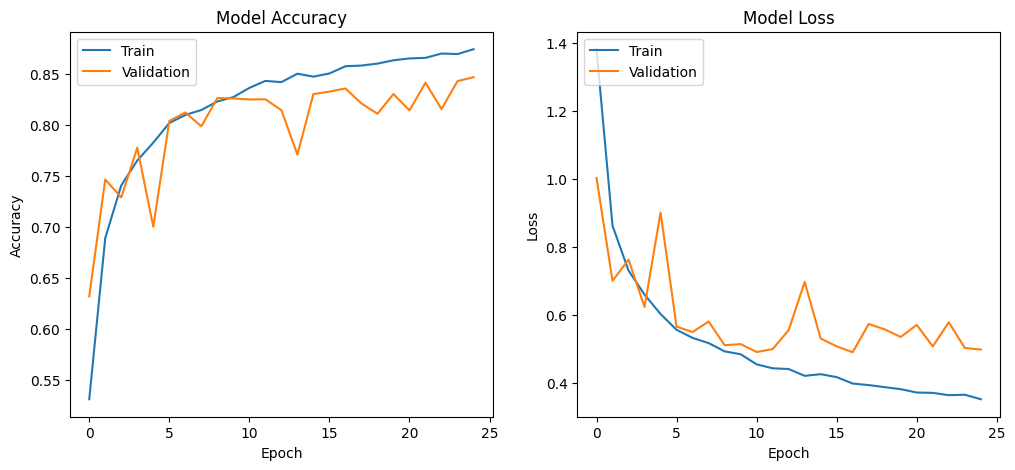 Model Accuracy
Train
Validation
0.85
0.80
0.75
0.70
0.65
0.60
0.55
Accuracy
0 5 10 15 20 25
Epoch
Model Loss
Train
Validation
1.4
1.2
1.0
0.8
0.6
0.4
Loss
0 5 10 15 20 25
Epoch